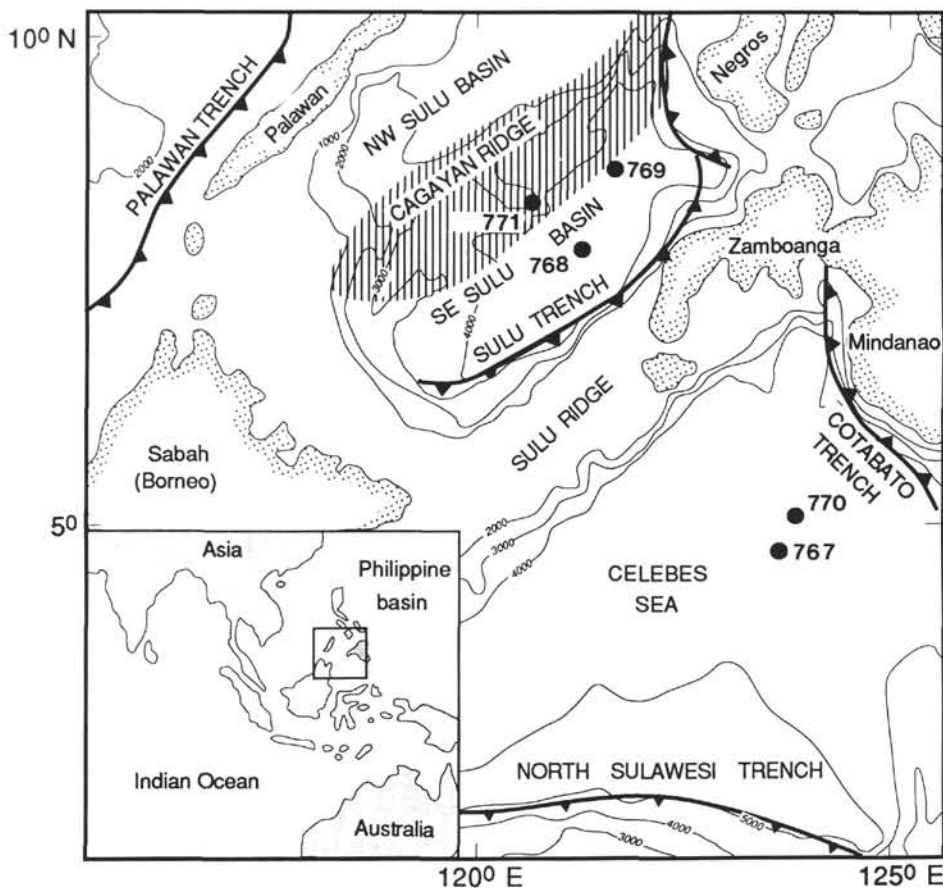 10° N
PALAWAN TRENCH
2000
Palawan
1000
2000
NW SULU BASIN
CAGAYAN RIDGE
Negros
769
771
768
SE SULU BASIN
3000
4000
SULU TRENCH
Zamboanga
Mindanao
SULU RIDGE
COTABATO
TRENCH
Sabah
(Borneo)
5°
2000
3000
4000
770
767
CELEBES
SEA
Asia
Philippine
basin
Indian Ocean
Australia
NORTH SULAWESI TRENCH
5000
4000
3000
120° E
125° E